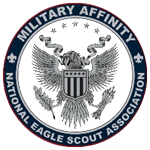 MILITARY AFFINITY
NATIONAL EAGLE SCOUT ASSOCIATION